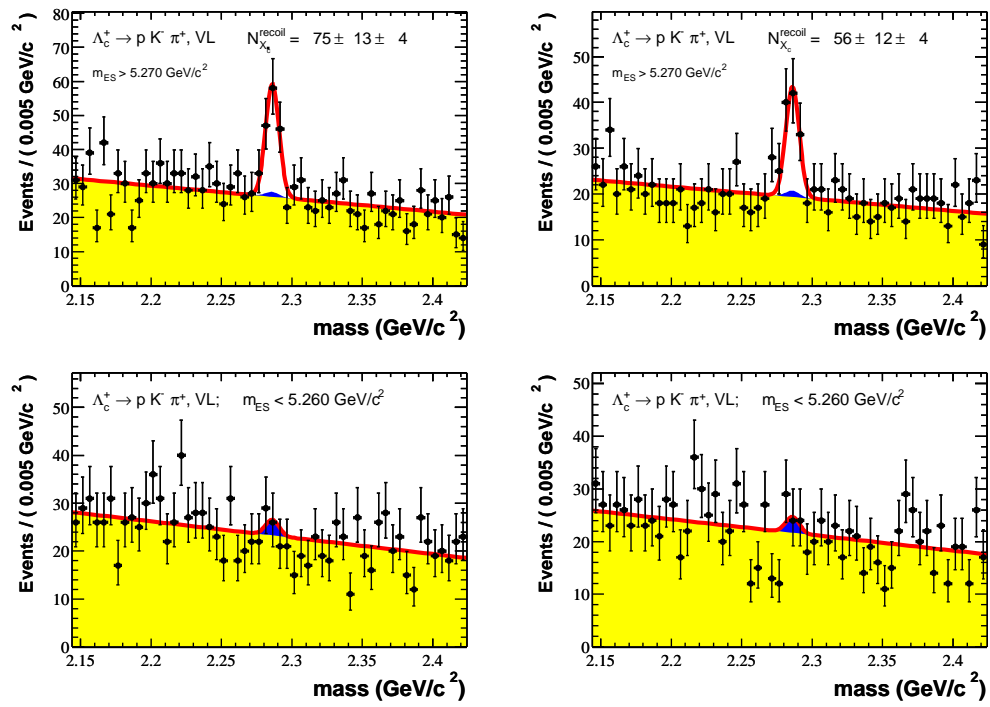 Λc+ → p K- π+, VL NXcrecoil = 75 ± 13 ± 4
mES > 5.270 GeV/c2
Events / ( 0.005 GeV/c 2 )
80
70
60
50
40
30
20
10
0
2.15 2.2 2.25 2.3 2.35 2.4
mass (GeV/c 2)
Λc+ → p K- π+, VL NXcrecoil = 56 ± 12 ± 4
mES > 5.270 GeV/c2
Events / ( 0.005 GeV/c 2 )
60
50
40
30
20
10
0
2.15 2.2 2.25 2.3 2.35 2.4
mass (GeV/c 2)
Λc+ → p K- π+, VL; mES < 5.260 GeV/c2
Events / ( 0.005 GeV/c 2 )
50
40
30
20
10
0
2.15 2.2 2.25 2.3 2.35 2.4
mass (GeV/c 2)
Λc+ → p K- π+, VL; mES < 5.260 GeV/c2
Events / ( 0.005 GeV/c 2 )
50
40
30
20
10
0
2.15 2.2 2.25 2.3 2.35 2.4
mass (GeV/c 2)